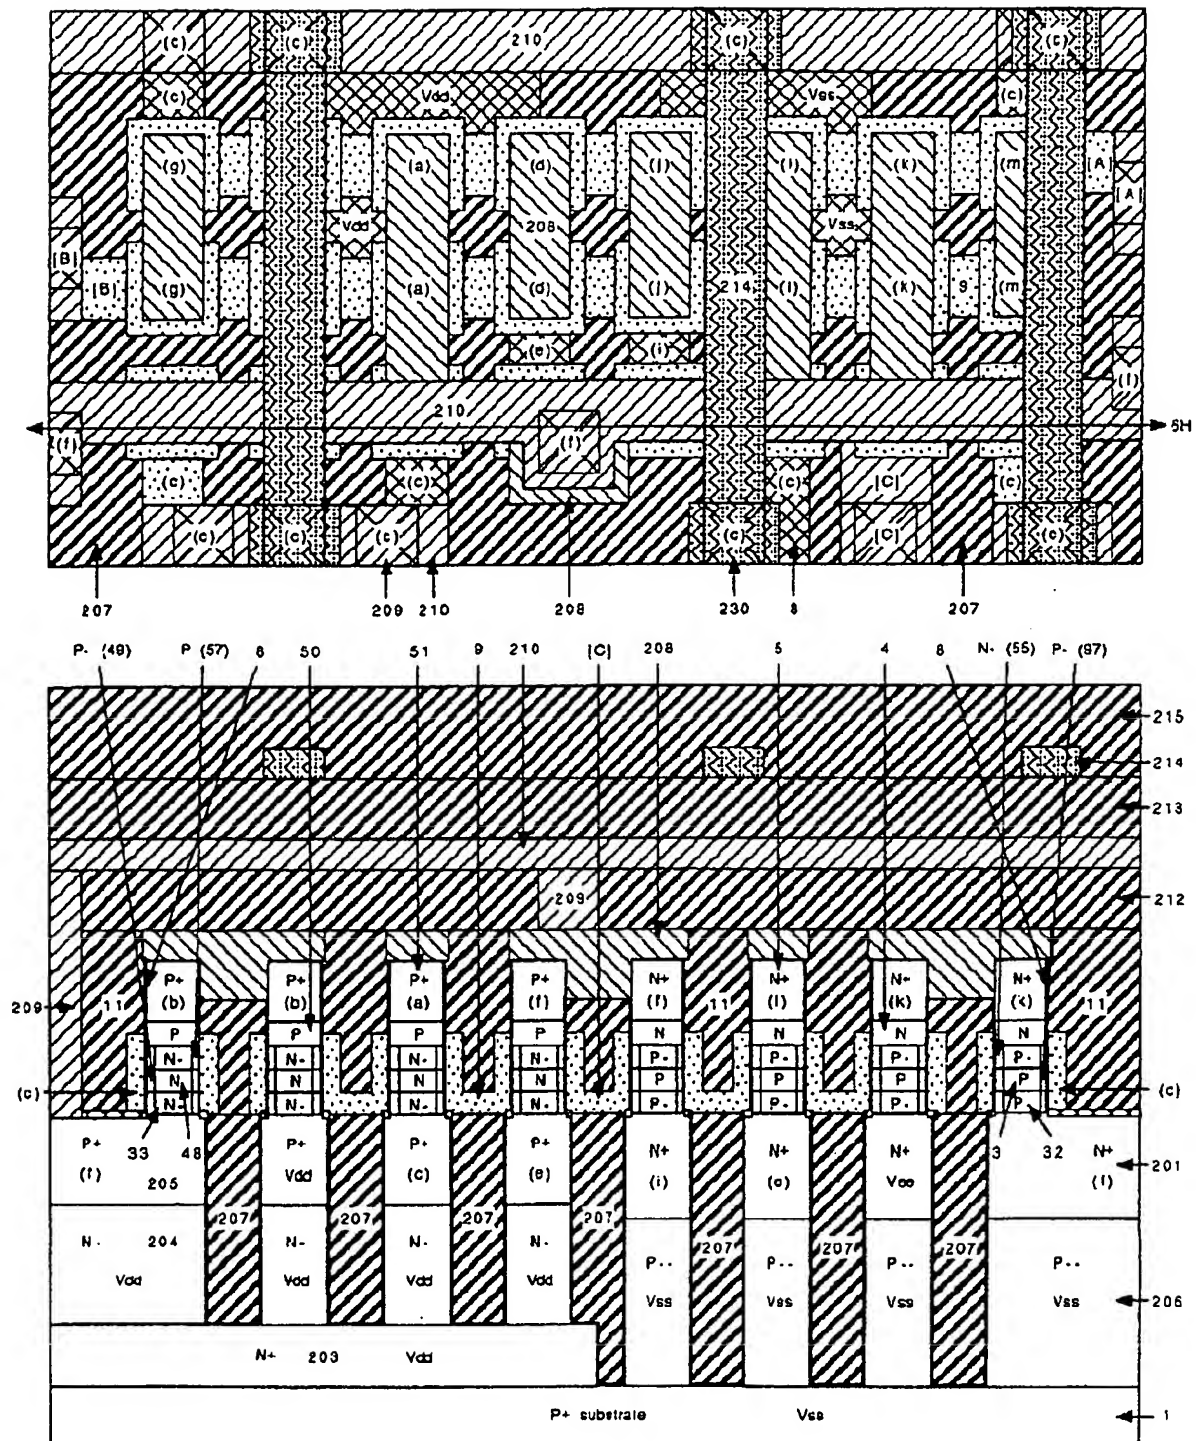 (c) (c) 210 (c) (c)
(c) Vdd Vss (c)
(g) (a) (d) (j) (l) (k) (m [A]
[A]
Vdd 208 Vss
[B]
[B] (g) (a) (d) (j) 214 (l) (k) 9 (m
(e) (i)
(f)
210
(f) (f) 5H
(c) (c) (c) [C] (c)
(c) (c) (c) (c) [C] (c)
207 209 210 208 230 8 207
P- (49) P (57) 8 50 51 9 210 [C] 208 5 4 8 N- (55) P- (97)
215
214
213
209 212
P+ P+ P+ P+ N+ N+ N+ N+
209 11 (b) (b) (a) (f) (f) 11 (l) (k) (k) 11
P P P P N N N N
N- N- N- N- P- P- P- P-
N N N N P P P P
(c) (c)
N- N- N- N- P- P- P- P-
P+ 33 48 P+ P+ P+ N+ N+ N+ 3 32 N+
(f) 205 Vdd (c) (e) (i) (c) Vss (f) 201
207 207 207 207
N- 204 N- N- N- 207 207 207
P-- P-- P-- P--
Vdd Vdd Vdd Vdd
Vss Vss Vss Vss 206
N+ 203 Vdd
P+ substrate Vss 1